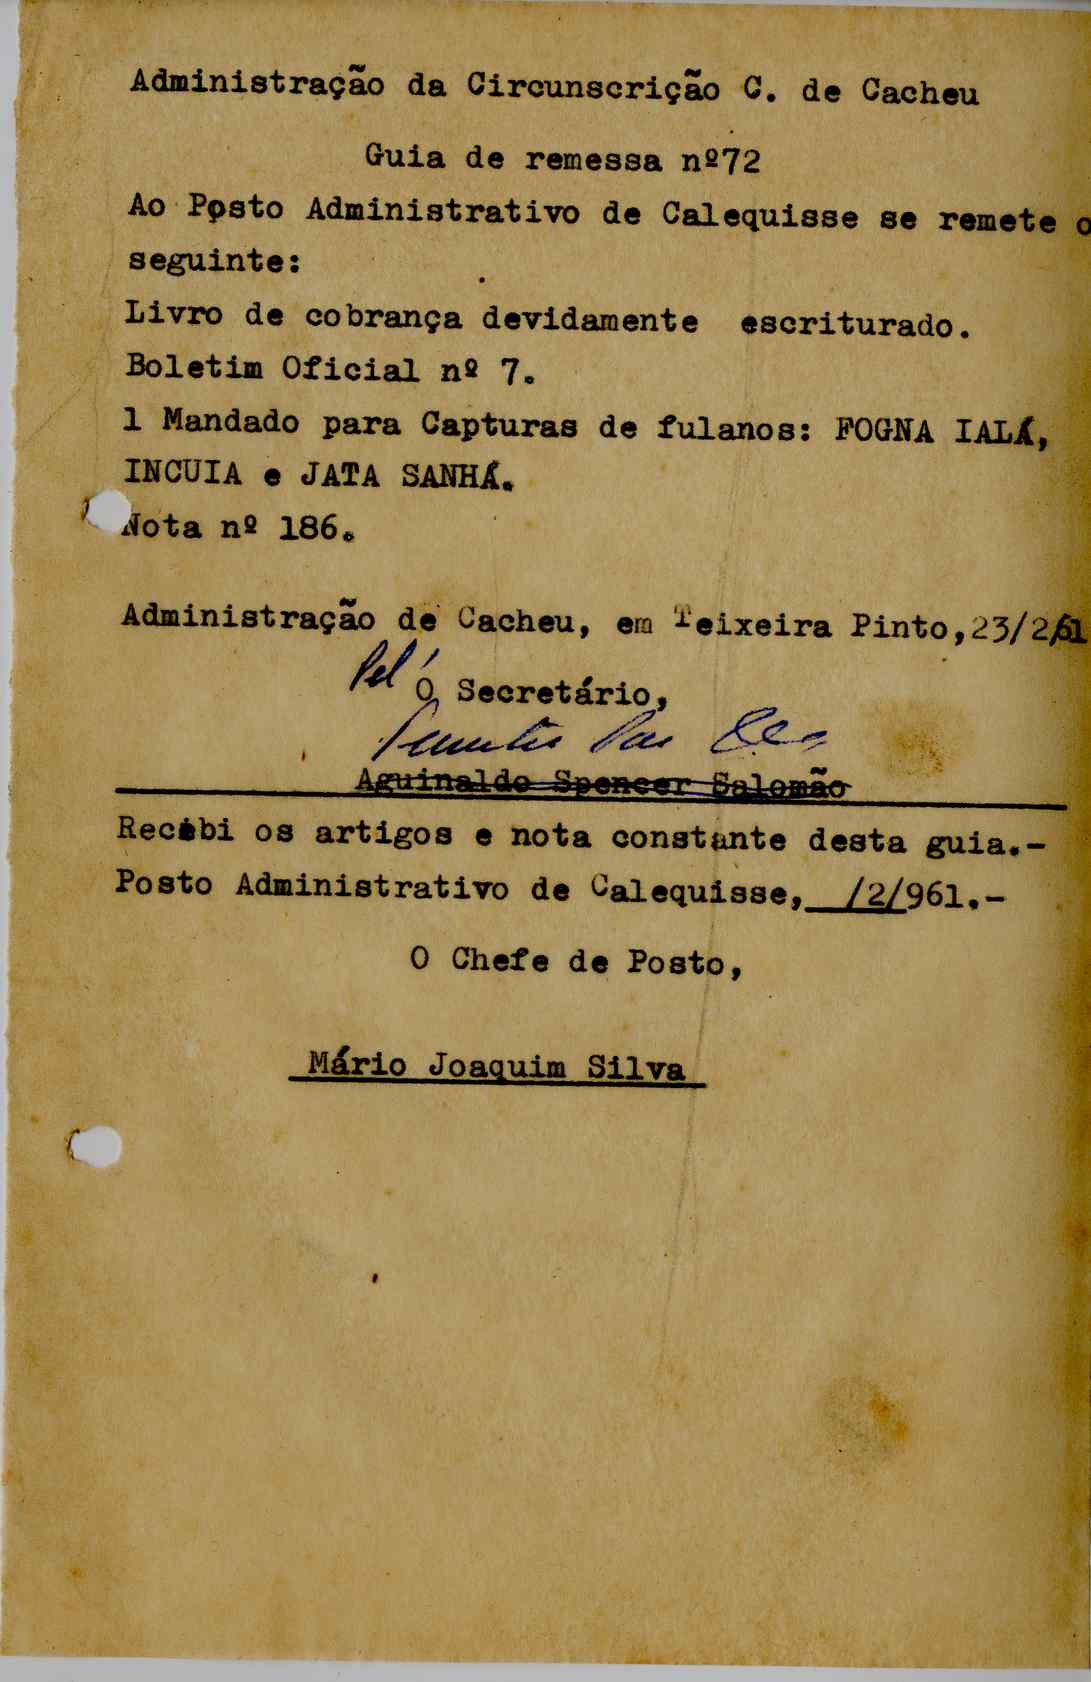 Administração da Circunscrição C. de Cacheu
Guia de remessa nº72
Ao Posto Administrativo de Calequisse se remete o
seguinte:
Livro de cobrança devidamente escriturado.
Boletim Oficial nº 7.
1 Mandado para Capturas de fulanos: FOGNA IALÁ,
INCUIA e JATA SANHÁ.
Nota nº 186.
Administração de Cacheu, em Teixeira Pinto,23/2/61
Pel' O Secretário,
Aguinaldo Spencer Salomão
Recebi os artigos e nota constante desta guia.-
Posto Administrativo de Calequisse, /2/961.-
O Chefe de Posto,
Mário Joaquim Silva